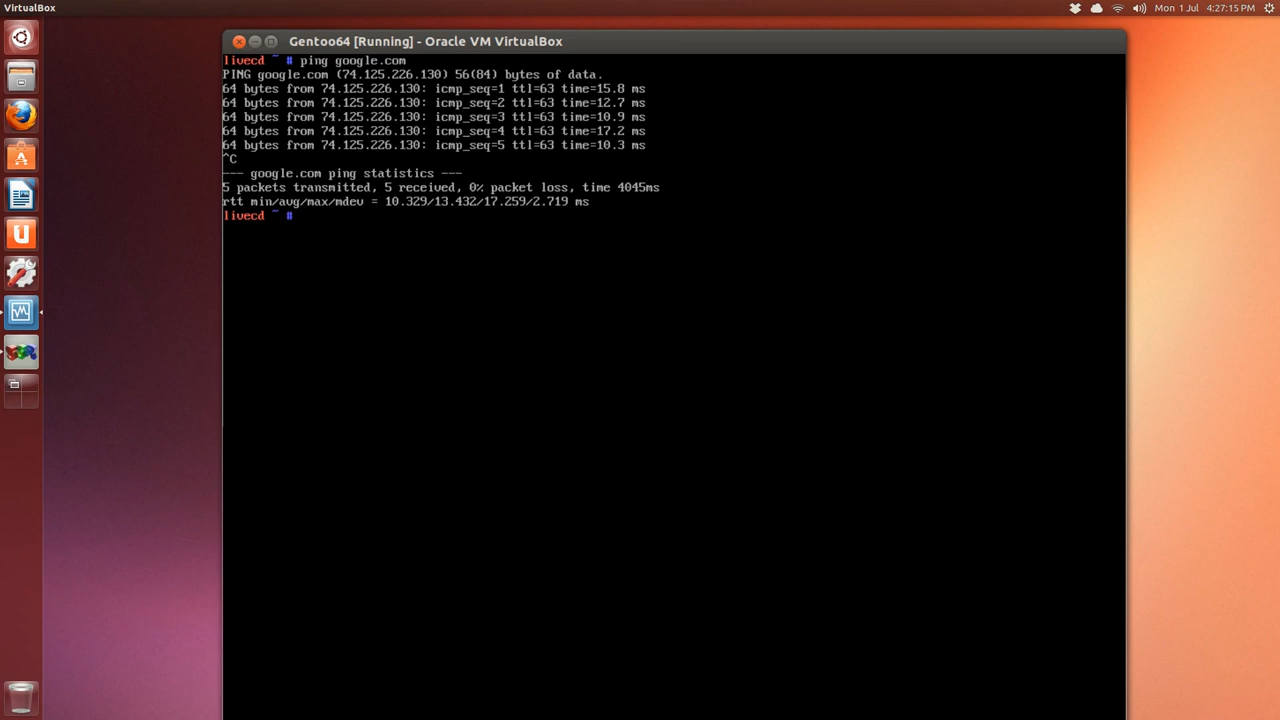 VirtualBox
Mon 1 Jul 4:27:15 PM
Gentoo64 [Running] - Oracle VM VirtualBox
livecd ~ # ping google.com
PING google.com (74.125.226.130) 56(84) bytes of data.
64 bytes from 74.125.226.130: icmp_seq=1 ttl=63 time=15.8 ms
64 bytes from 74.125.226.130: icmp_seq=2 ttl=63 time=12.7 ms
64 bytes from 74.125.226.130: icmp_seq=3 ttl=63 time=10.9 ms
64 bytes from 74.125.226.130: icmp_seq=4 ttl=63 time=17.2 ms
64 bytes from 74.125.226.130: icmp_seq=5 ttl=63 time=10.3 ms
^C
--- google.com ping statistics ---
5 packets transmitted, 5 received, 0% packet loss, time 4045ms
rtt min/avg/max/mdev = 10.329/13.432/17.259/2.719 ms
livecd ~ #